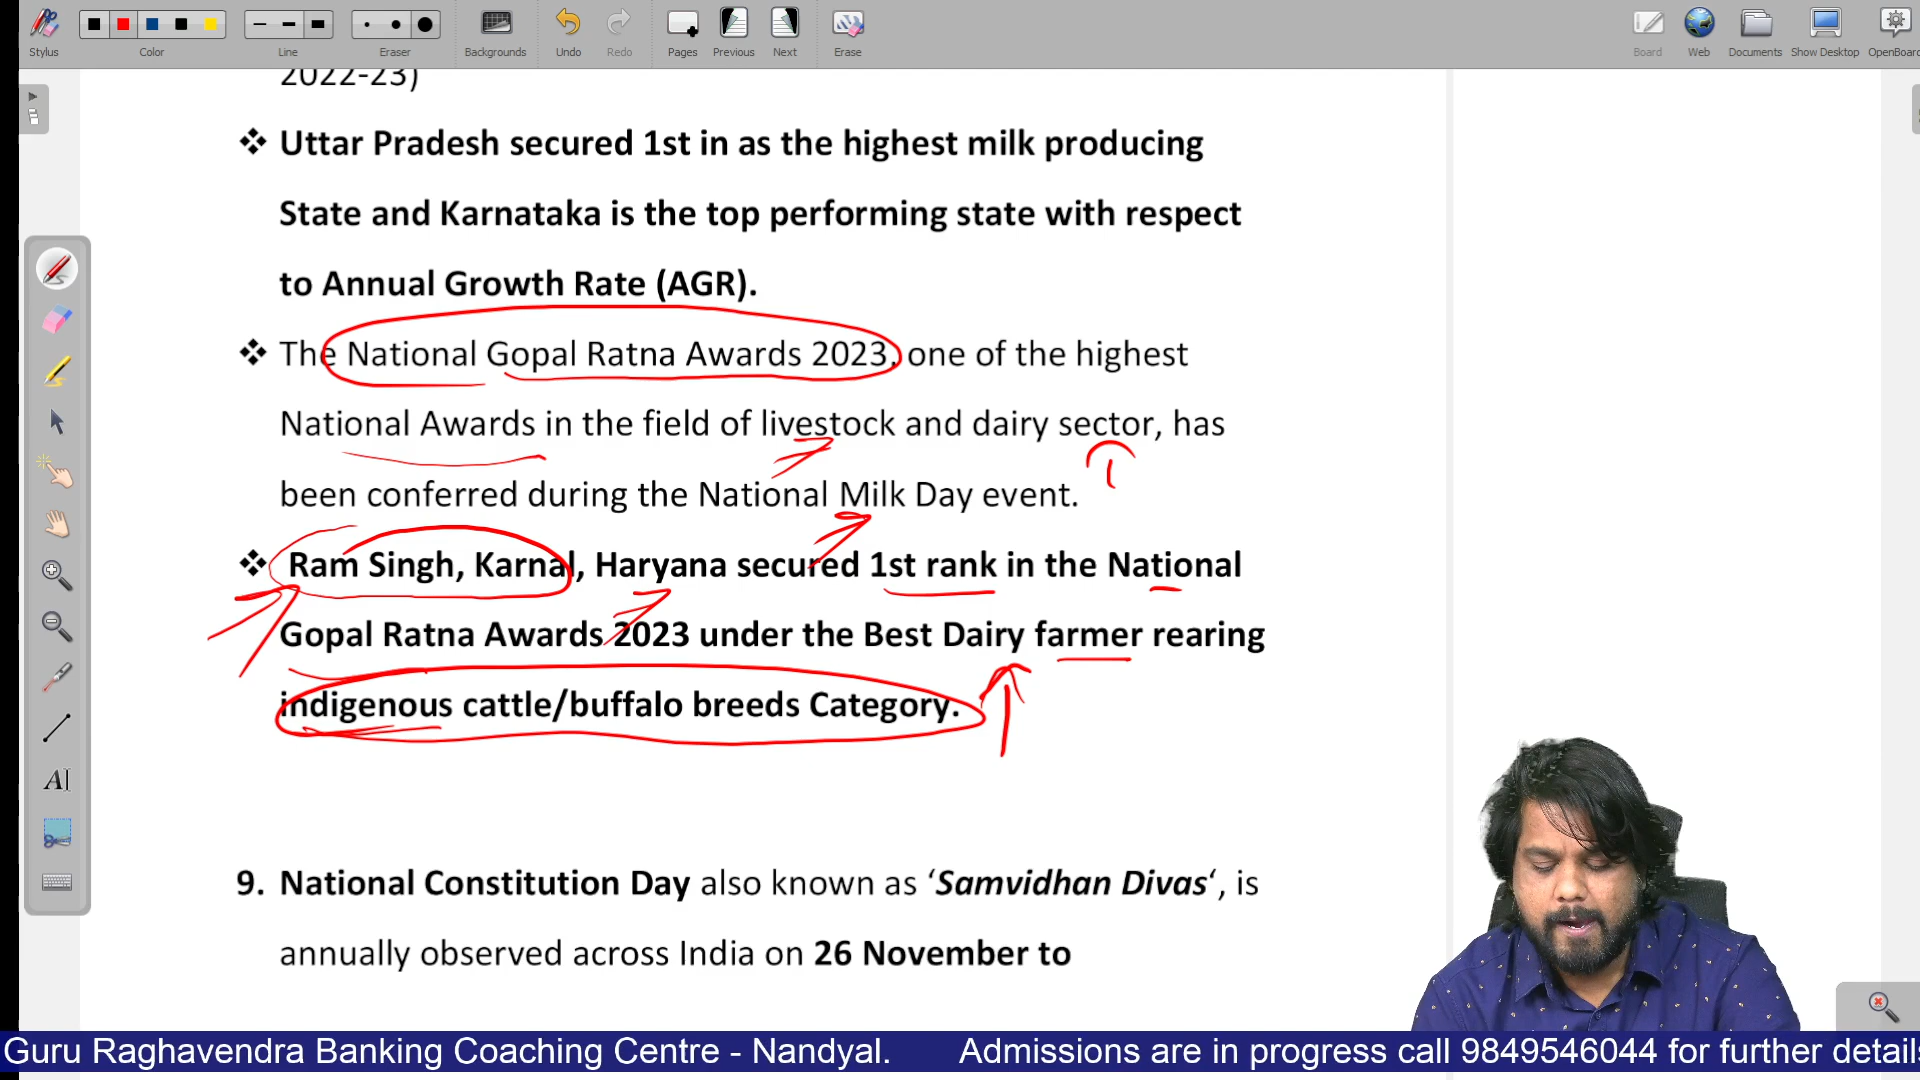 Stylus
Color
Line
Eraser
Backgrounds
Undo
Redo
Pages
Previous
Next
Erase
Board
Web
Documents
Show Desktop
OpenBoard
2022-23)
❖ Uttar Pradesh secured 1st in as the highest milk producing
State and Karnataka is the top performing state with respect
to Annual Growth Rate (AGR).
❖ The National Gopal Ratna Awards 2023, one of the highest
National Awards in the field of livestock and dairy sector, has
been conferred during the National Milk Day event.
❖ Ram Singh, Karnal, Haryana secured 1st rank in the National
Gopal Ratna Awards 2023 under the Best Dairy farmer rearing
indigenous cattle/buffalo breeds Category.
9. National Constitution Day also known as ‘Samvidhan Divas‘, is
annually observed across India on 26 November to
Guru Raghavendra Banking Coaching Centre - Nandyal. Admissions are in progress call 9849546044 for further details